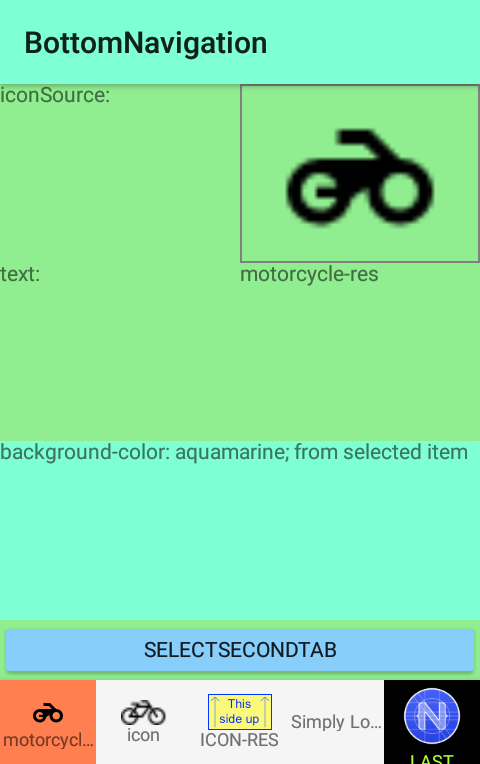 BottomNavigation
iconSource:
text:
motorcycle-res
background-color: aquamarine; from selected item
SELECTSECONDTAB
motorcycl...
icon
This
side up
ICON-RES
Simply Lo...
N
LAST